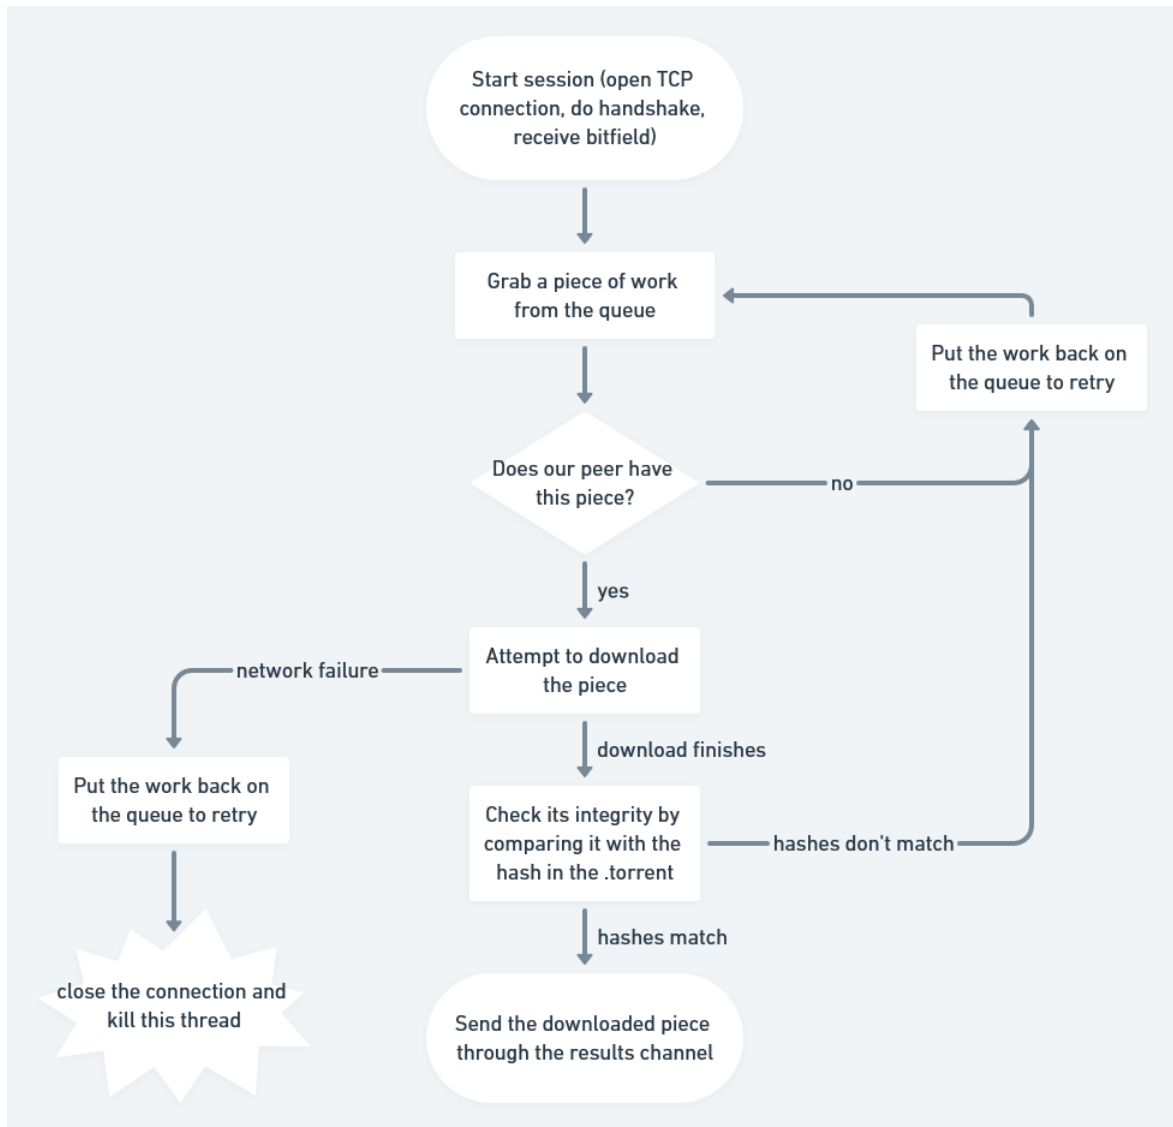 Start session (open TCP
connection, do handshake,
receive bitfield)
Grab a piece of work
from the queue
Put the work back on
the queue to retry
Does our peer have
this piece?
no
yes
Attempt to download
the piece
network failure
download finishes
Put the work back on
the queue to retry
Check its integrity by
comparing it with the
hash in the .torrent
hashes don't match
hashes match
close the connection and
kill this thread
Send the downloaded piece
through the results channel